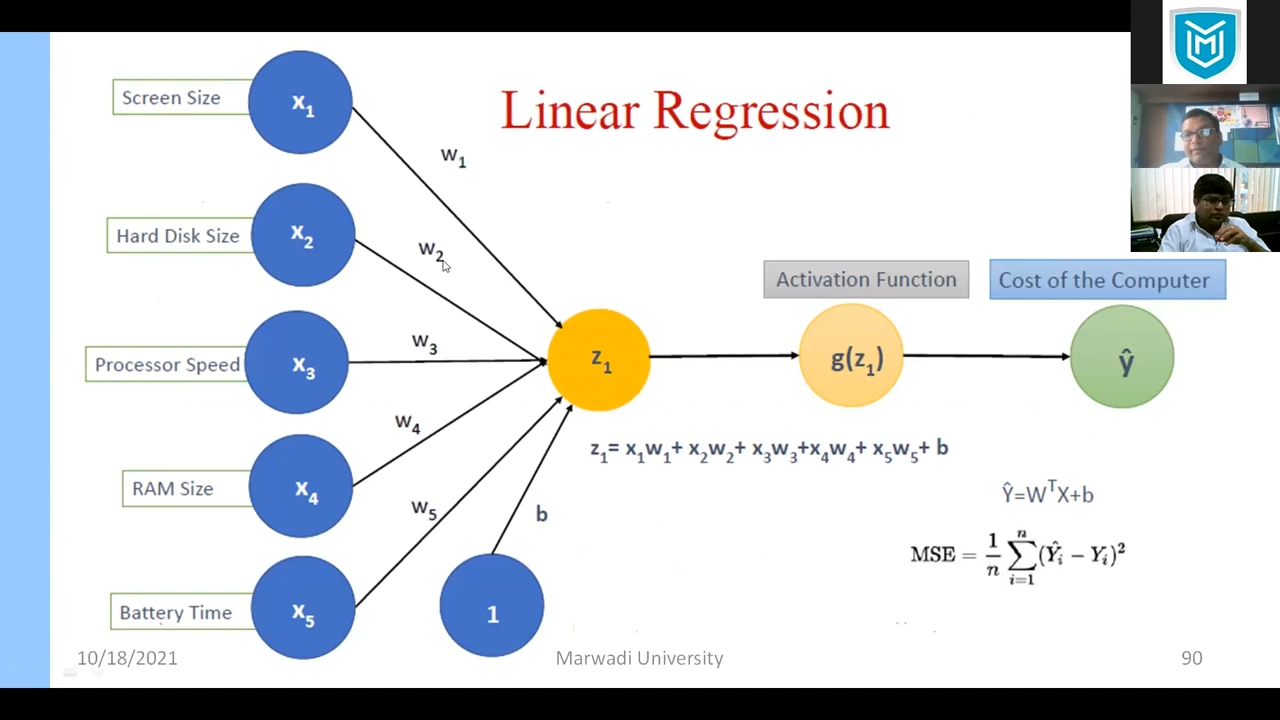 Linear Regression
Screen Size
x1
w1
Hard Disk Size
x2
w2
Activation Function
Cost of the Computer
Processor Speed
x3
w3
z1
g(z1)
ŷ
w4
z1= x1w1+ x2w2+ x3w3+x4w4+ x5w5+ b
RAM Size
x4
w5
b
Ŷ=W^TX+b
MSE = 1/n ∑_{i=1}^{n} (Ŷi − Yi)²
Battery Time
x5
1
10/18/2021
Marwadi University
90